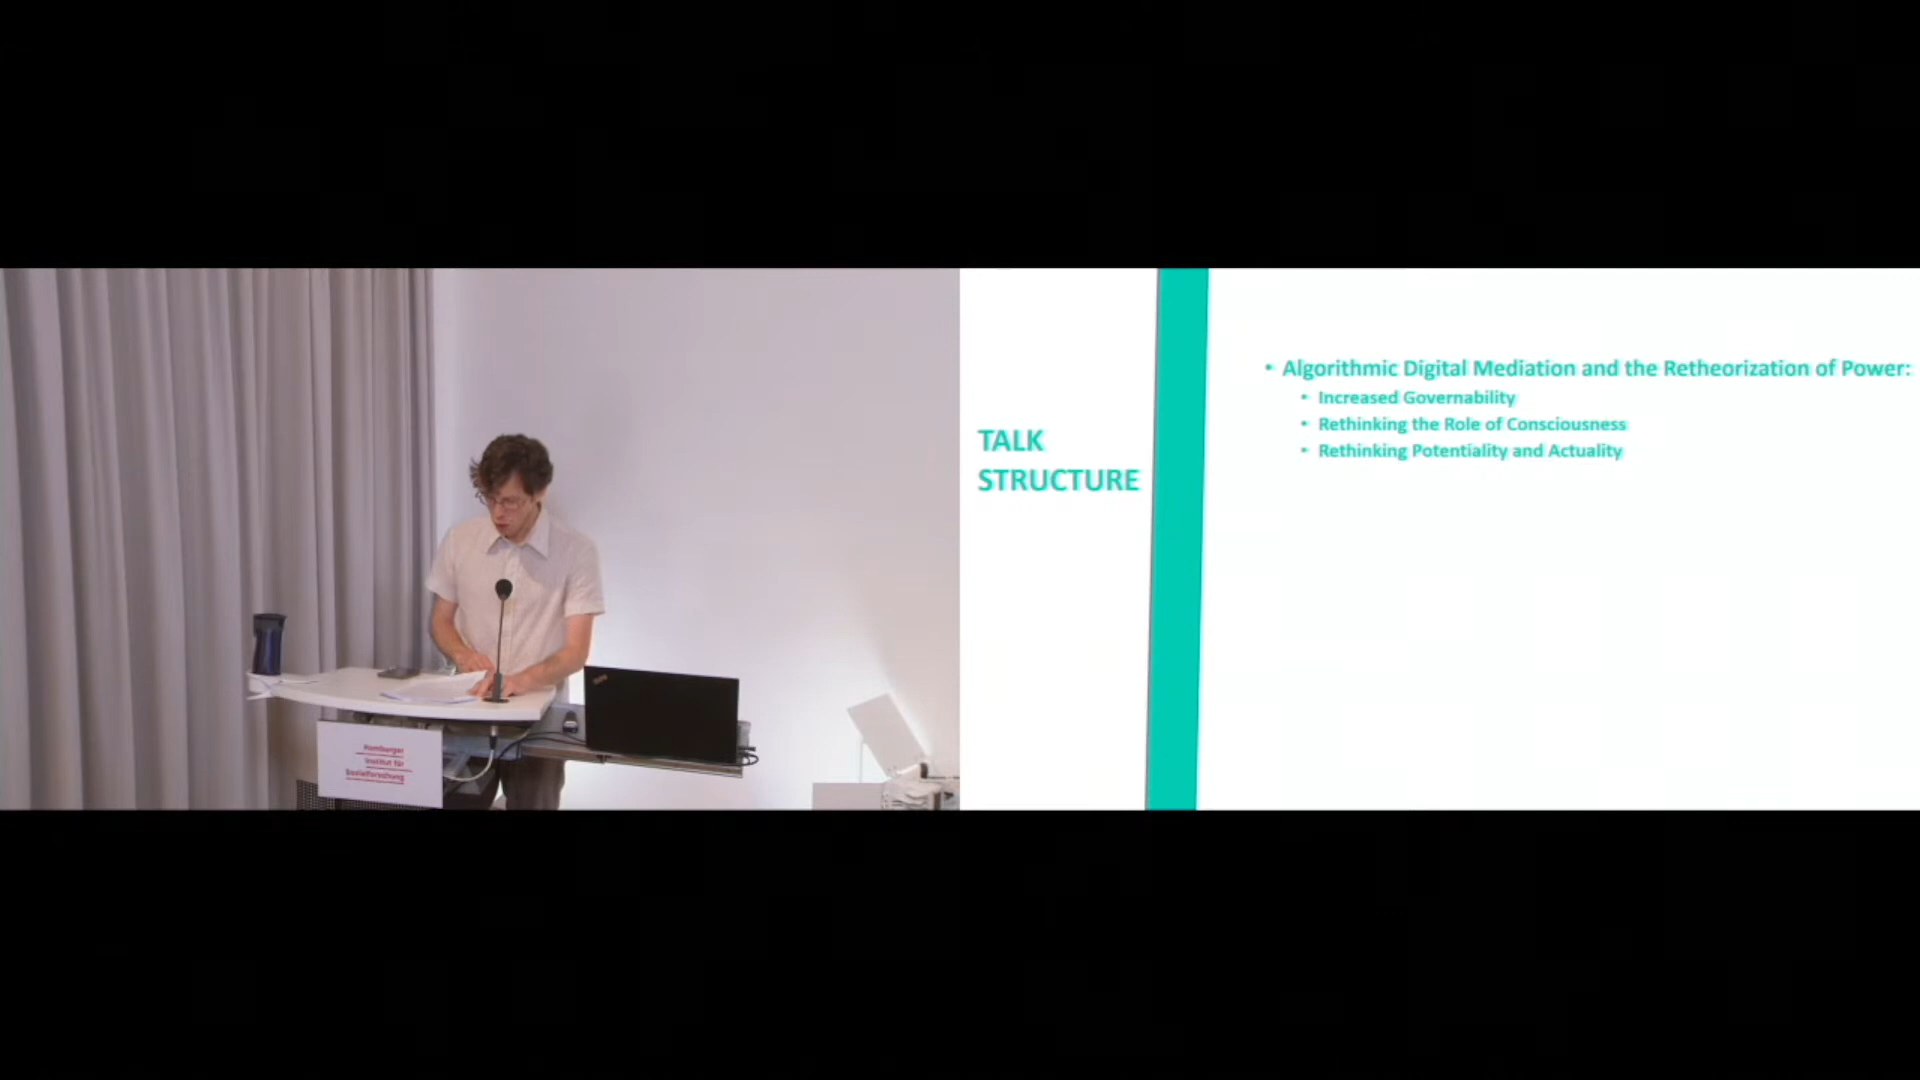 Hamburger
Institut für
Sozialforschung
TALK
STRUCTURE
• Algorithmic Digital Mediation and the Retheorization of Power:
• Increased Governability
• Rethinking the Role of Consciousness
• Rethinking Potentiality and Actuality